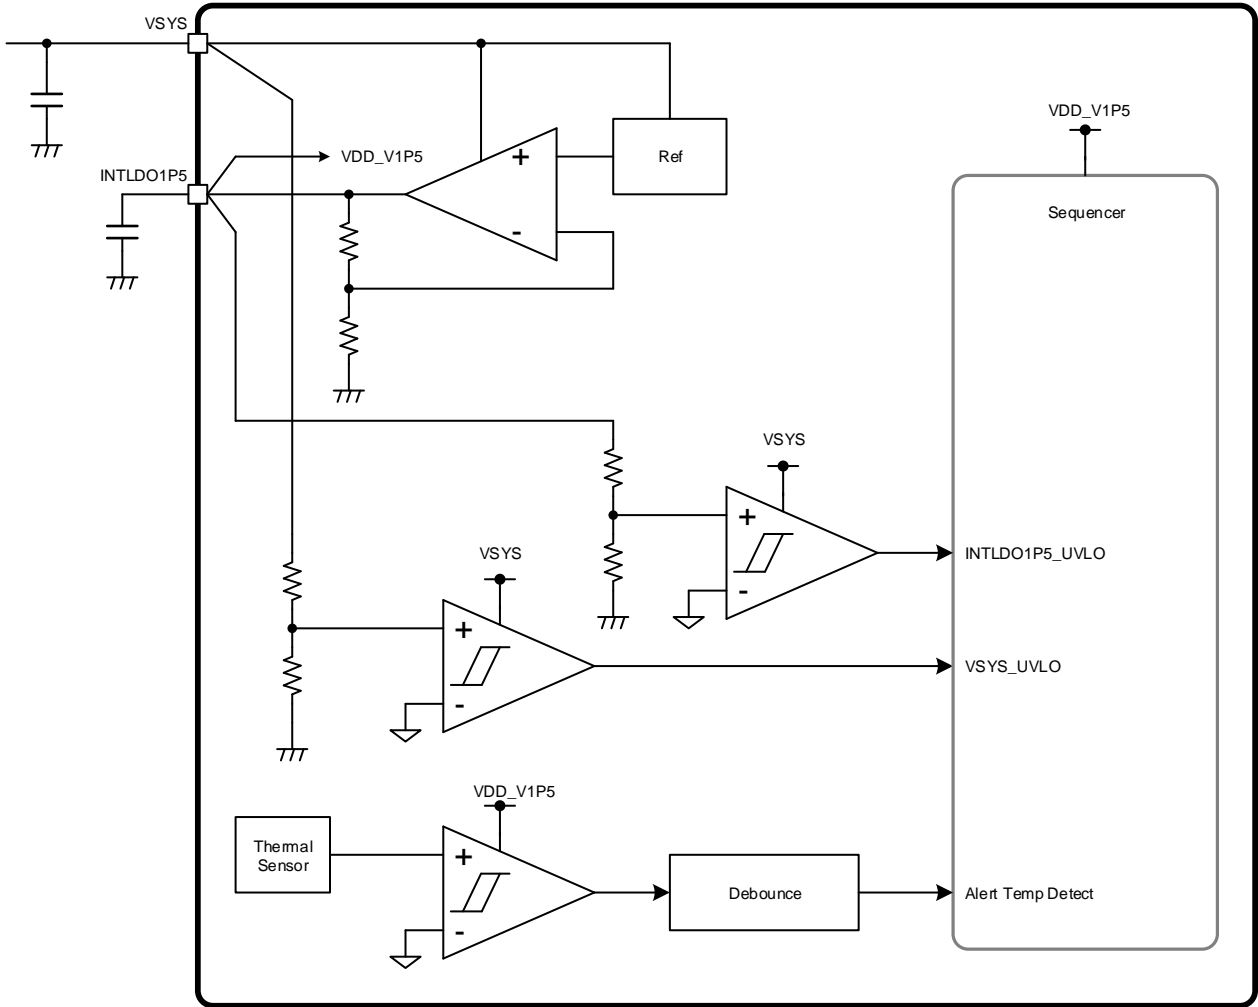 VSYS
VDD_V1P5
+
Ref
VDD_V1P5
INTLDO1P5
Sequencer
-
VSYS
+
INTLDO1P5_UVLO
VSYS
-
+
VSYS_UVLO
-
VDD_V1P5
Thermal
Sensor
+
Debounce
Alert Temp Detect
-